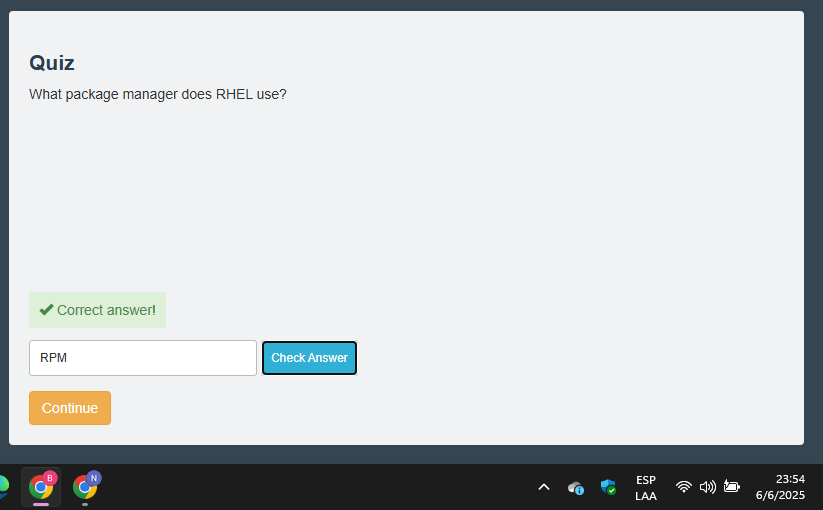 Quiz
What package manager does RHEL use?
Correct answer!
RPM
Check Answer
Continue
B
N
ESP
LAA
23:54
6/6/2025